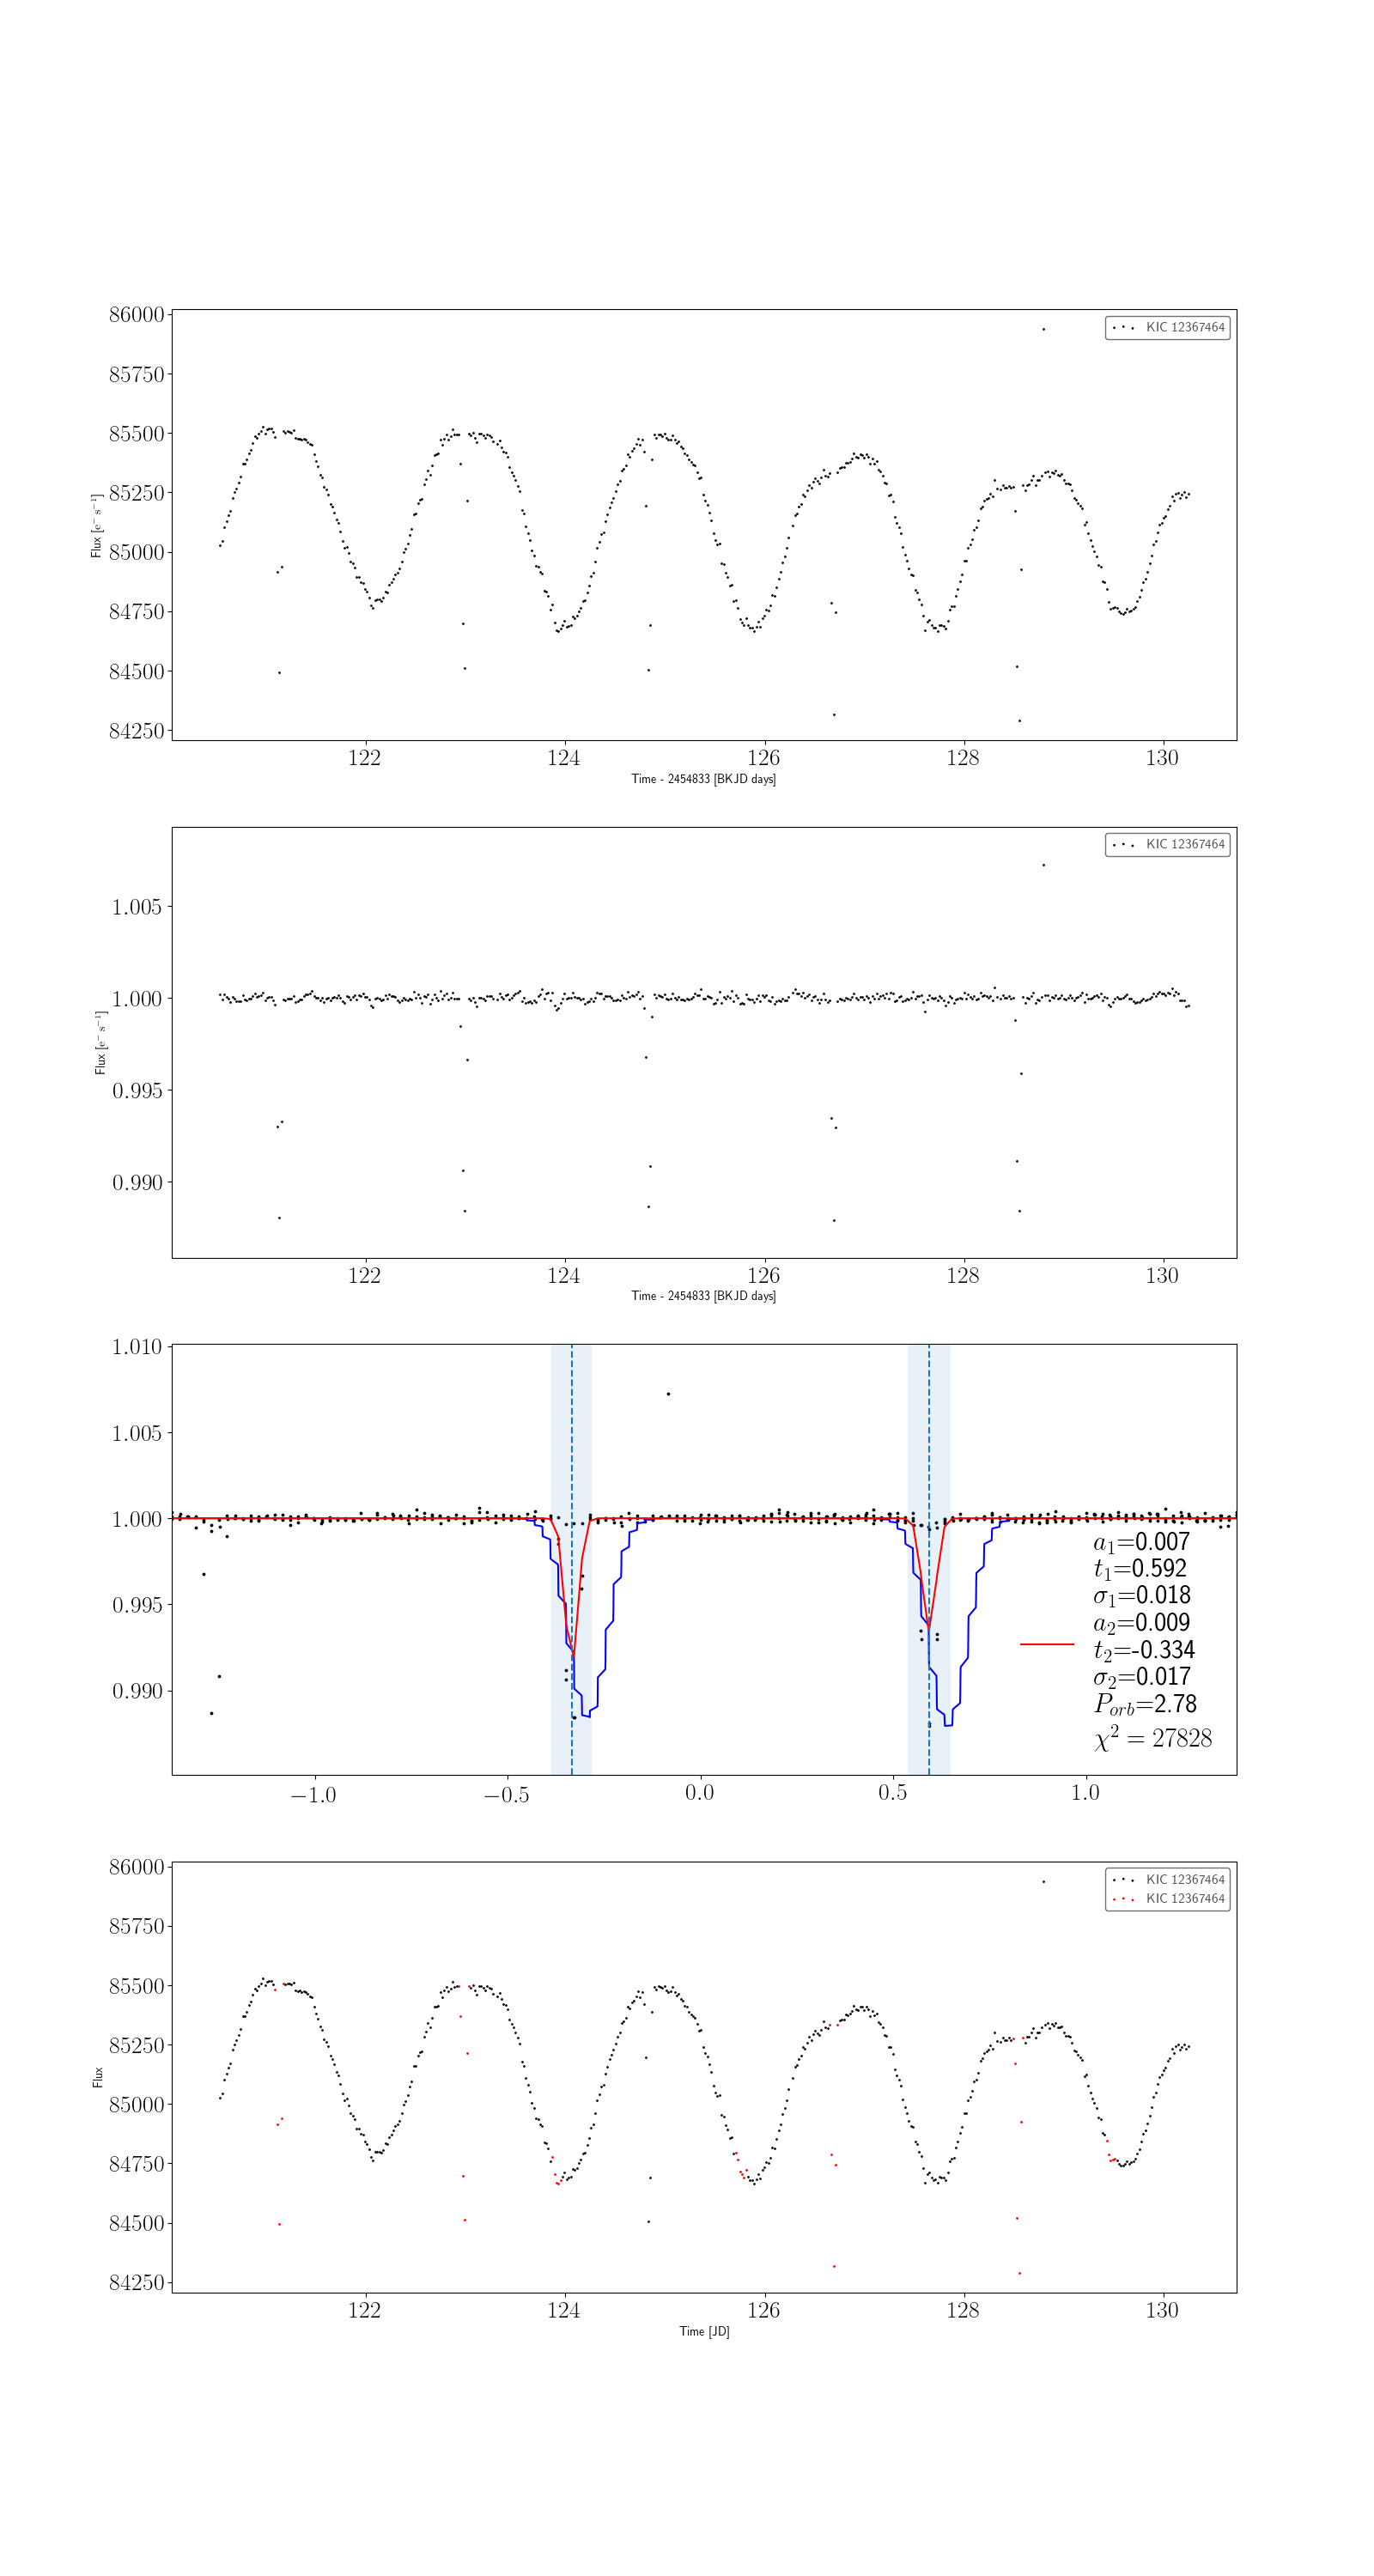 86000
85750
85500
85250
85000
84750
84500
84250
Flux [e⁻ s⁻¹]
KIC 12367464
122 124 126 128 130
Time - 2454833 [BKJD days]
1.005
1.000
0.995
0.990
Flux [e⁻ s⁻¹]
KIC 12367464
122 124 126 128 130
Time - 2454833 [BKJD days]
1.010
1.005
1.000
0.995
0.990
a₁=0.007
t₁=0.592
σ₁=0.018
a₂=0.009
t₂=-0.334
σ₂=0.017
P_orb=2.78
χ² = 27828
−1.0 −0.5 0.0 0.5 1.0
86000
85750
85500
85250
85000
84750
84500
84250
Flux
KIC 12367464
KIC 12367464
122 124 126 128 130
Time [JD]